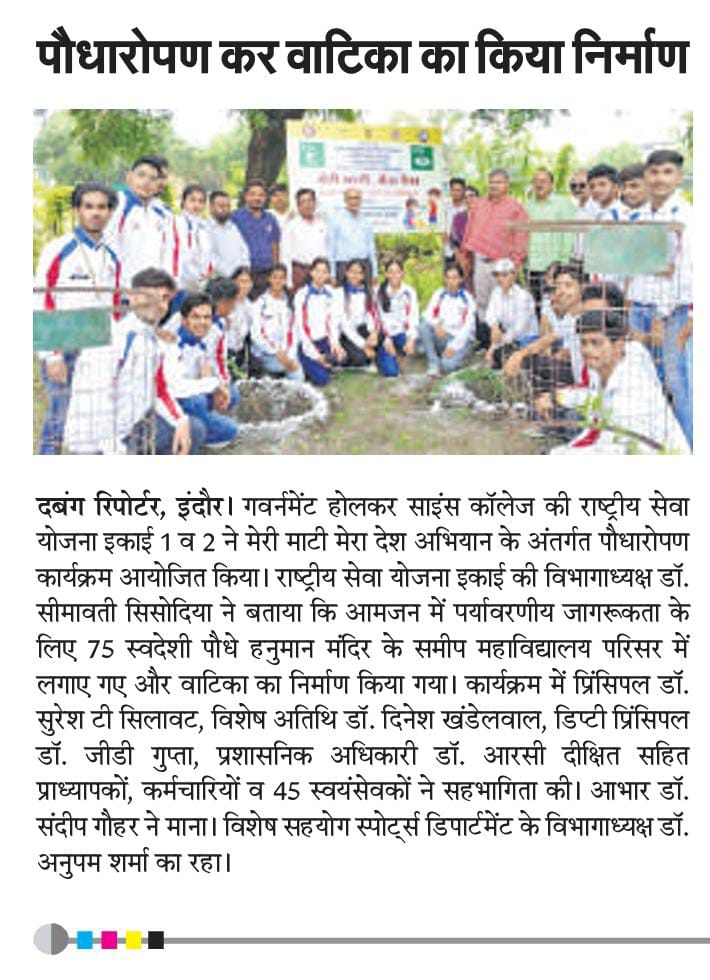 पौधारोपण कर वाटिका का किया निर्माण
मेरी माटी, मेरा देश
दबंग रिपोर्टर, इंदौर। गवर्नमेंट होलकर साइंस कॉलेज की राष्ट्रीय सेवा
योजना इकाई 1 व 2 ने मेरी माटी मेरा देश अभियान के अंतर्गत पौधारोपण
कार्यक्रम आयोजित किया। राष्ट्रीय सेवा योजना इकाई की विभागाध्यक्ष डॉ.
सीमावती सिसोदिया ने बताया कि आमजन में पर्यावरणीय जागरूकता के
लिए 75 स्वदेशी पौधे हनुमान मंदिर के समीप महाविद्यालय परिसर में
लगाए गए और वाटिका का निर्माण किया गया। कार्यक्रम में प्रिंसिपल डॉ.
सुरेश टी सिलावट, विशेष अतिथि डॉ. दिनेश खंडेलवाल, डिप्टी प्रिंसिपल
डॉ. जीडी गुप्ता, प्रशासनिक अधिकारी डॉ. आरसी दीक्षित सहित
प्राध्यापकों, कर्मचारियों व 45 स्वयंसेवकों ने सहभागिता की। आभार डॉ.
संदीप गौहर ने माना। विशेष सहयोग स्पोर्ट्स डिपार्टमेंट के विभागाध्यक्ष डॉ.
अनुपम शर्मा का रहा।